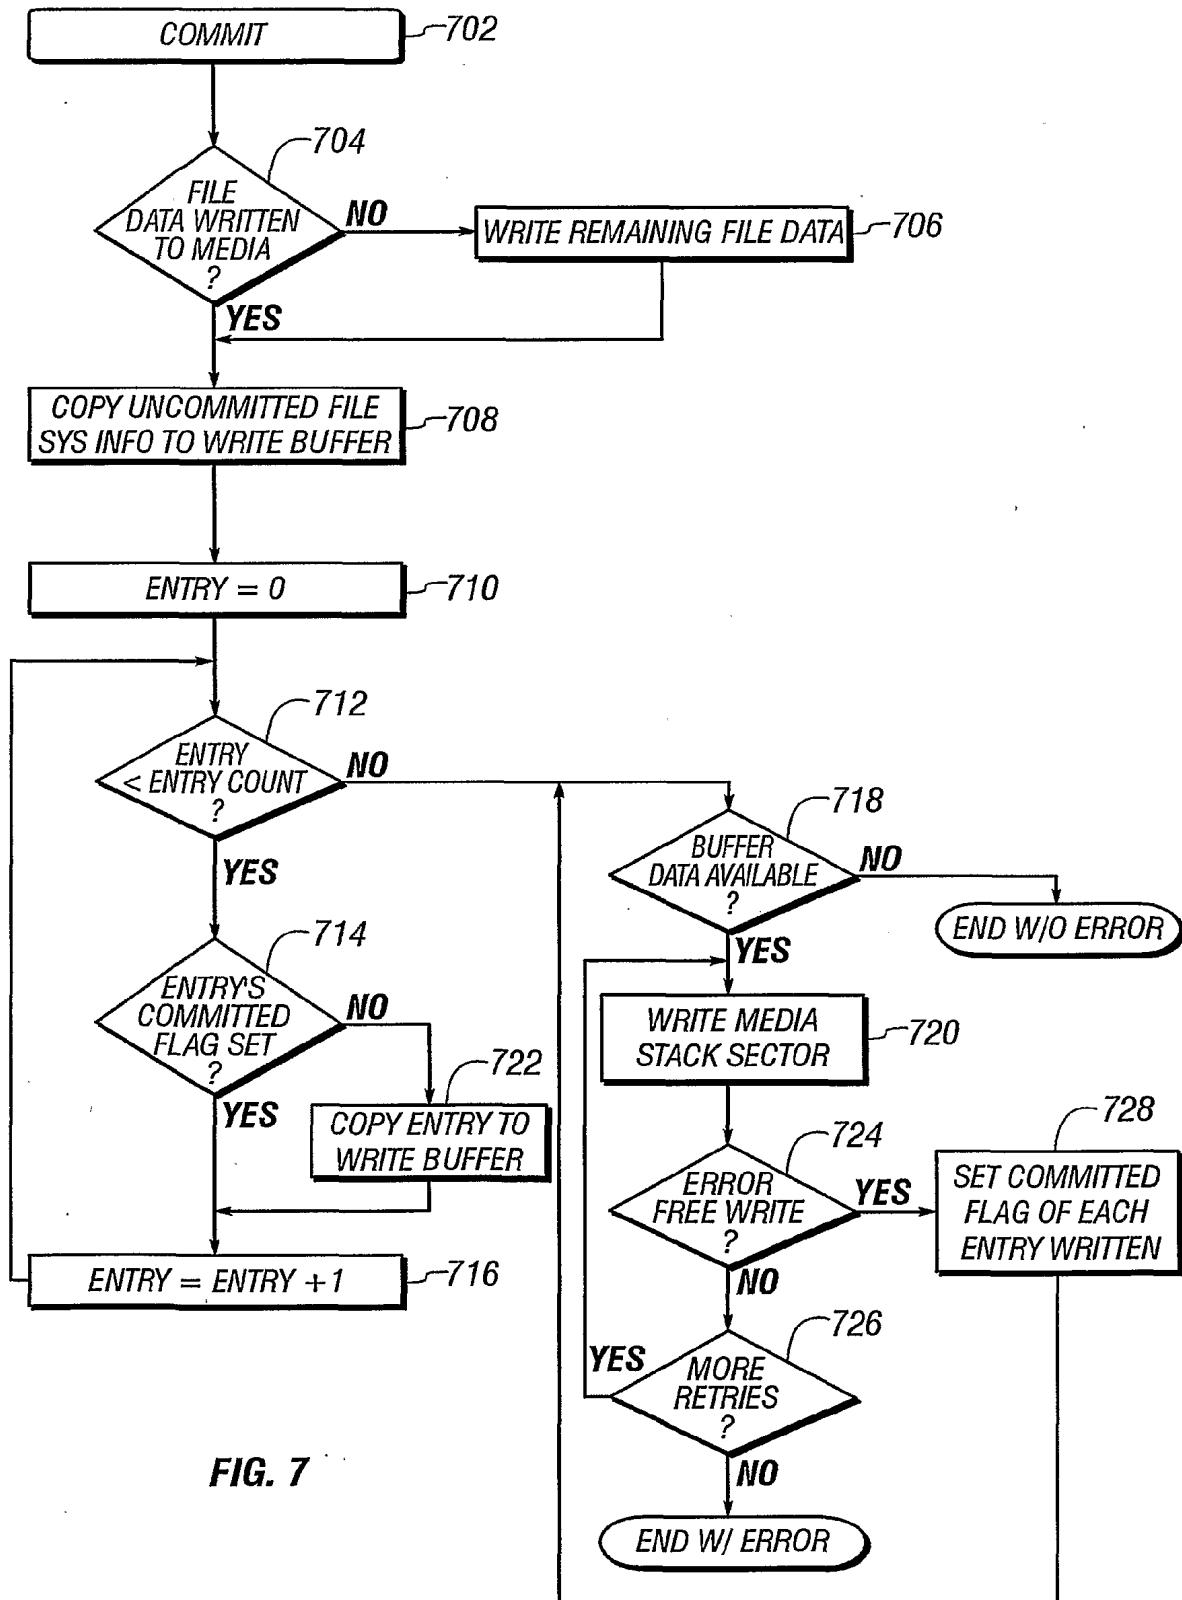 COMMIT
702
704
FILE
DATA WRITTEN
TO MEDIA
?
NO
WRITE REMAINING FILE DATA
706
YES
COPY UNCOMMITTED FILE
SYS INFO TO WRITE BUFFER
708
ENTRY = 0
710
712
ENTRY
< ENTRY COUNT
?
NO
YES
714
ENTRY'S
COMMITTED
FLAG SET
?
NO
YES
722
COPY ENTRY TO
WRITE BUFFER
ENTRY = ENTRY +1
716
718
BUFFER
DATA AVAILABLE
?
NO
END W/O ERROR
YES
WRITE MEDIA
STACK SECTOR
720
724
ERROR
FREE WRITE
?
YES
728
SET COMMITTED
FLAG OF EACH
ENTRY WRITTEN
NO
726
YES
MORE
RETRIES
?
NO
END W/ ERROR
FIG. 7